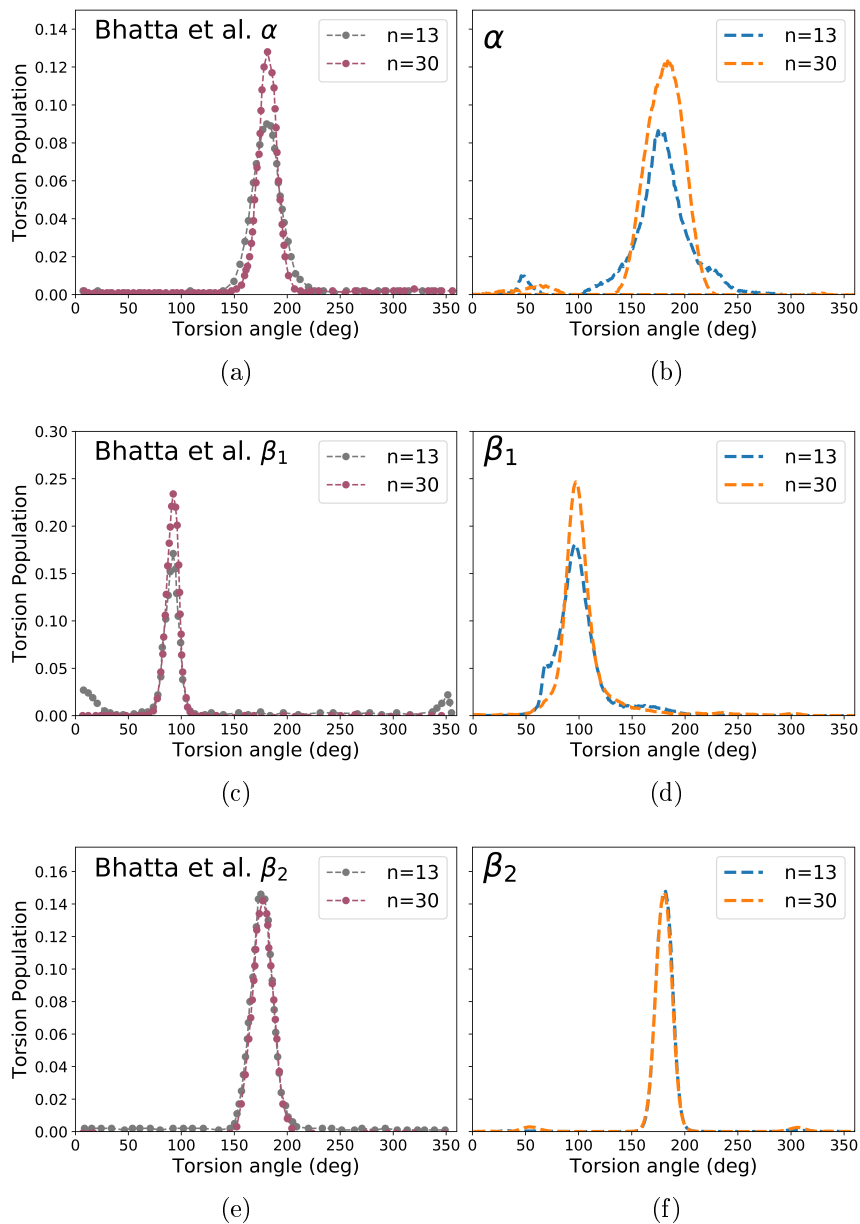 Bhatta et al. α
n=13
n=30
Torsion Population
0.14
0.12
0.10
0.08
0.06
0.04
0.02
0.00
0 50 100 150 200 250 300 350
Torsion angle (deg)
(a)
α
n=13
n=30
0 50 100 150 200 250 300 350
Torsion angle (deg)
(b)
Bhatta et al. β₁
n=13
n=30
Torsion Population
0.30
0.25
0.20
0.15
0.10
0.05
0.00
0 50 100 150 200 250 300 350
Torsion angle (deg)
(c)
β₁
n=13
n=30
0 50 100 150 200 250 300 350
Torsion angle (deg)
(d)
Bhatta et al. β₂
n=13
n=30
Torsion Population
0.16
0.14
0.12
0.10
0.08
0.06
0.04
0.02
0.00
0 50 100 150 200 250 300 350
Torsion angle (deg)
(e)
β₂
n=13
n=30
0 50 100 150 200 250 300 350
Torsion angle (deg)
(f)